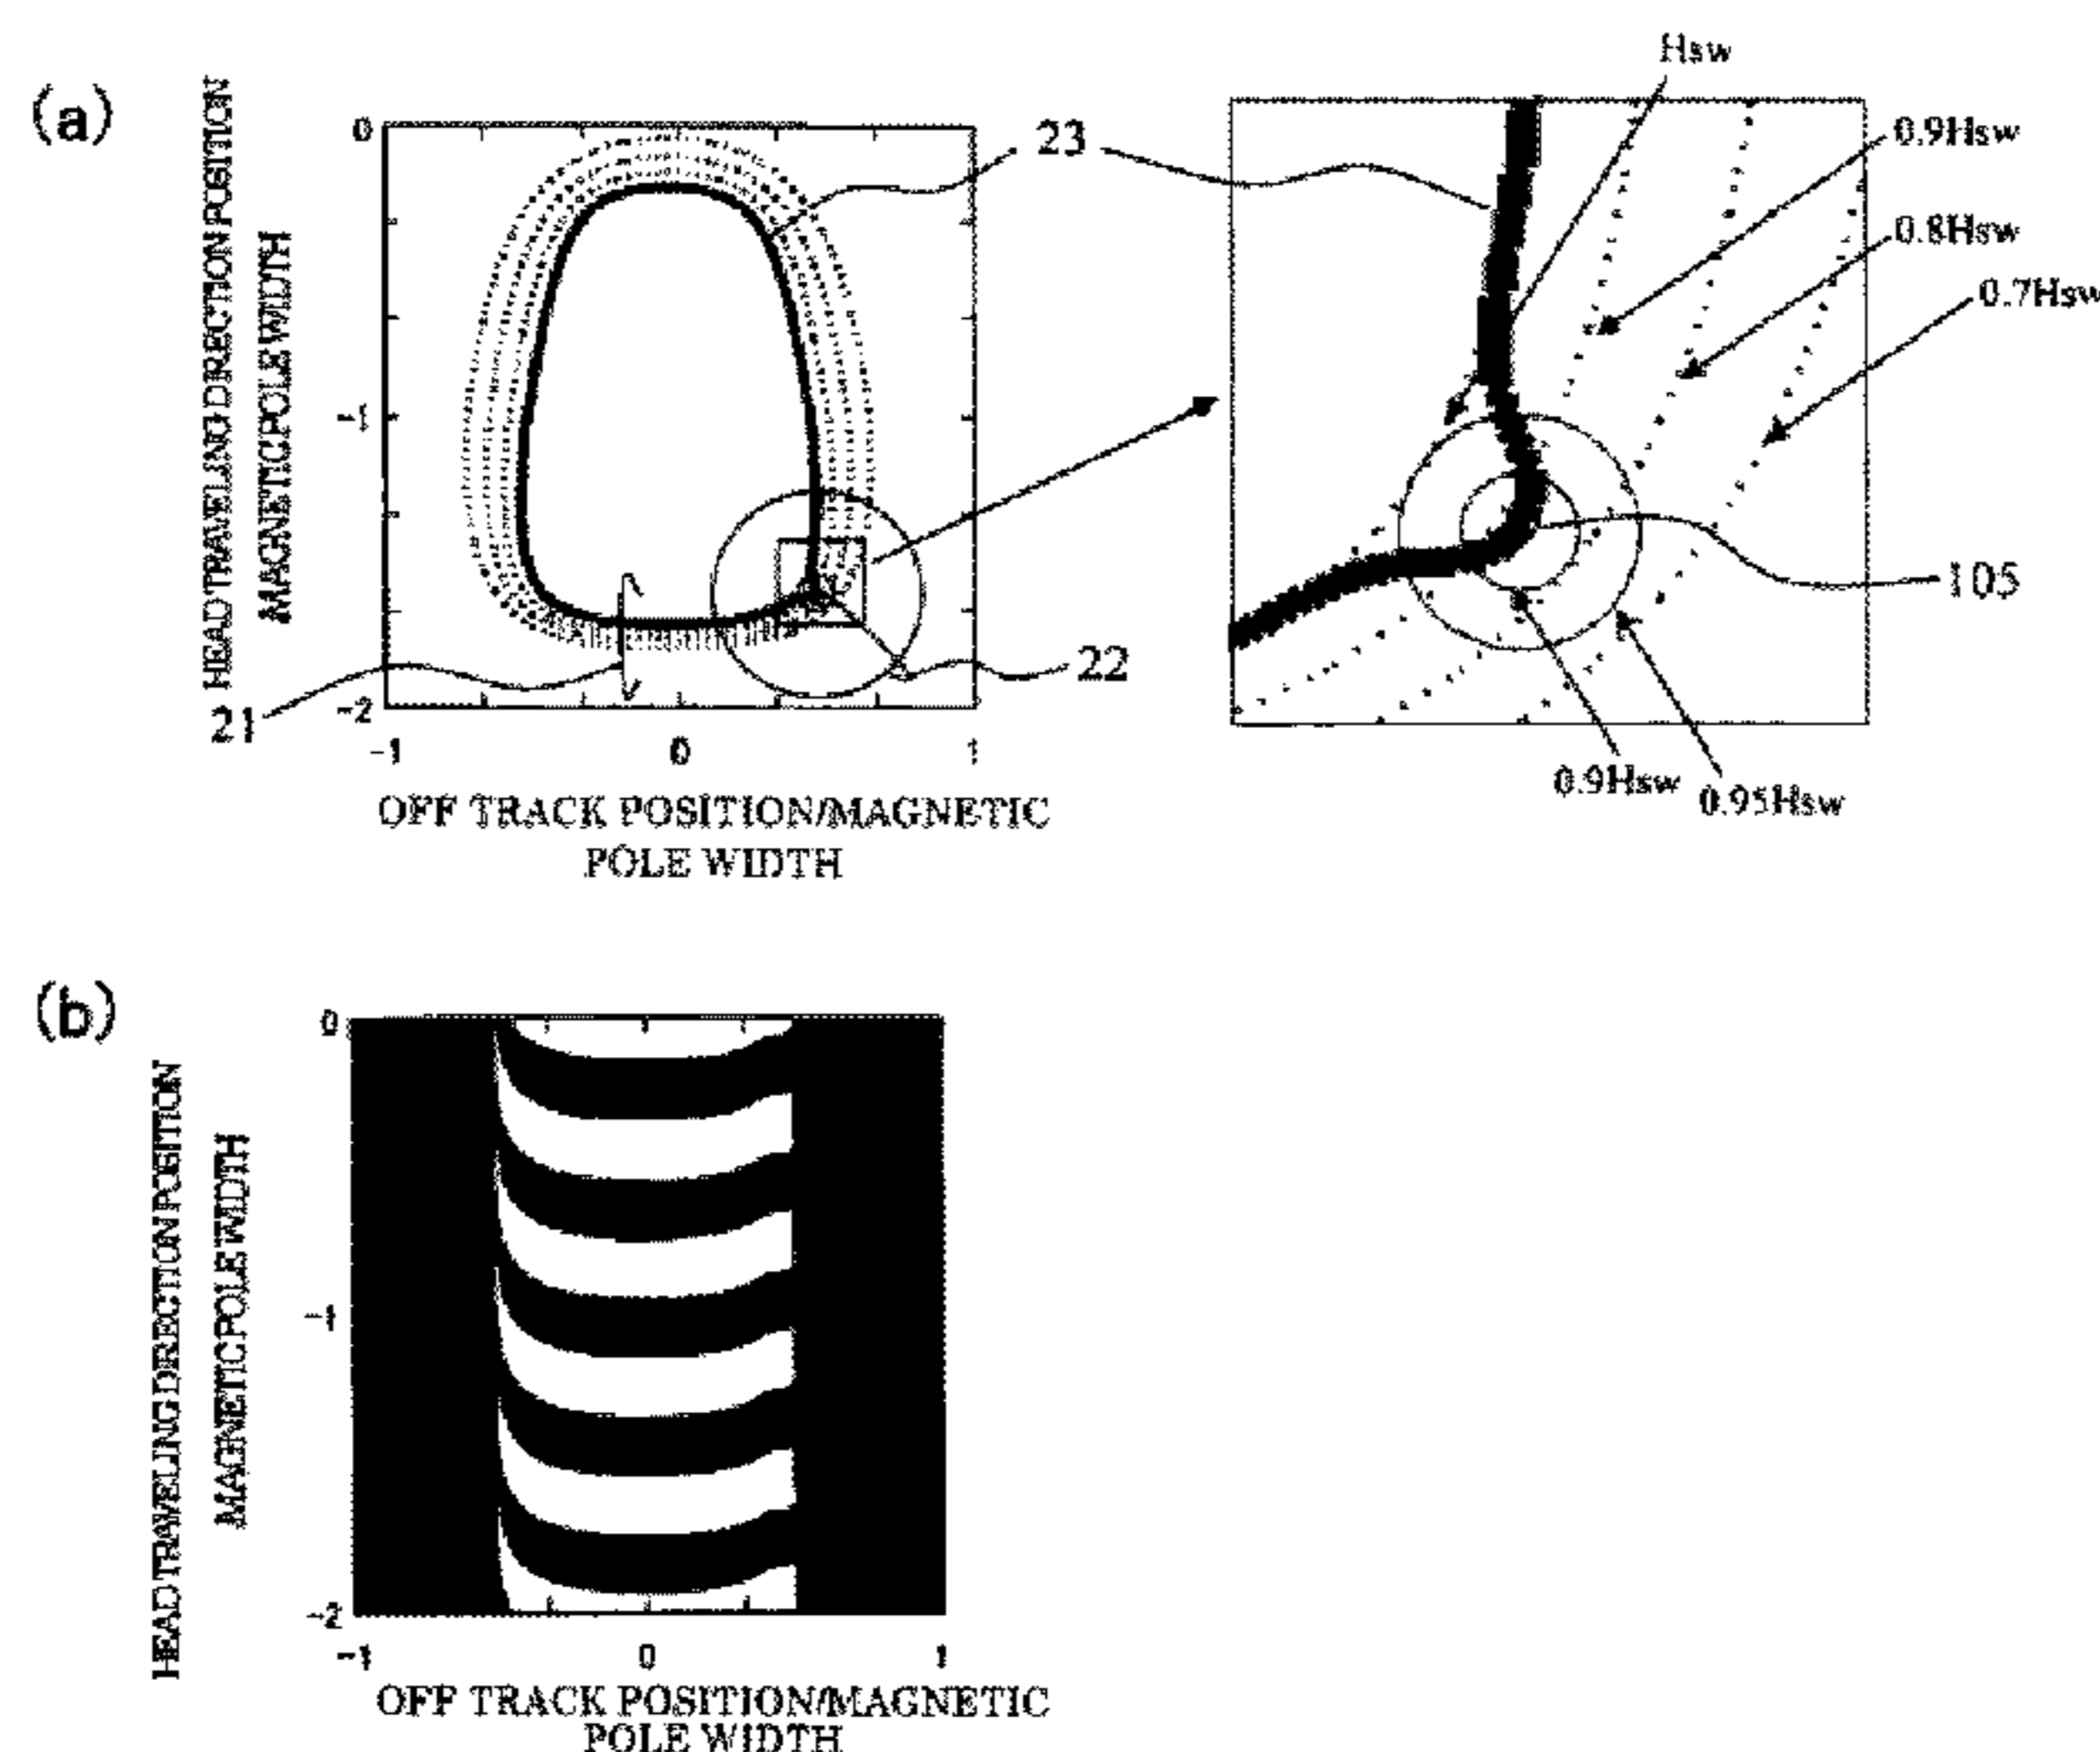 (a)
HEAD TRAVELING DIRECTION POSITION
MAGNETIC POLE WIDTH
0
-1
-2
-1
0
1
OFF TRACK POSITION/MAGNETIC
POLE WIDTH
21
22
23
Hsw
0.9Hsw
0.8Hsw
0.7Hsw
105
0.9Hsw
0.95Hsw
(b)
HEAD TRAVELING DIRECTION POSITION
MAGNETIC POLE WIDTH
0
-1
-2
-1
0
1
OFF TRACK POSITION/MAGNETIC
POLE WIDTH